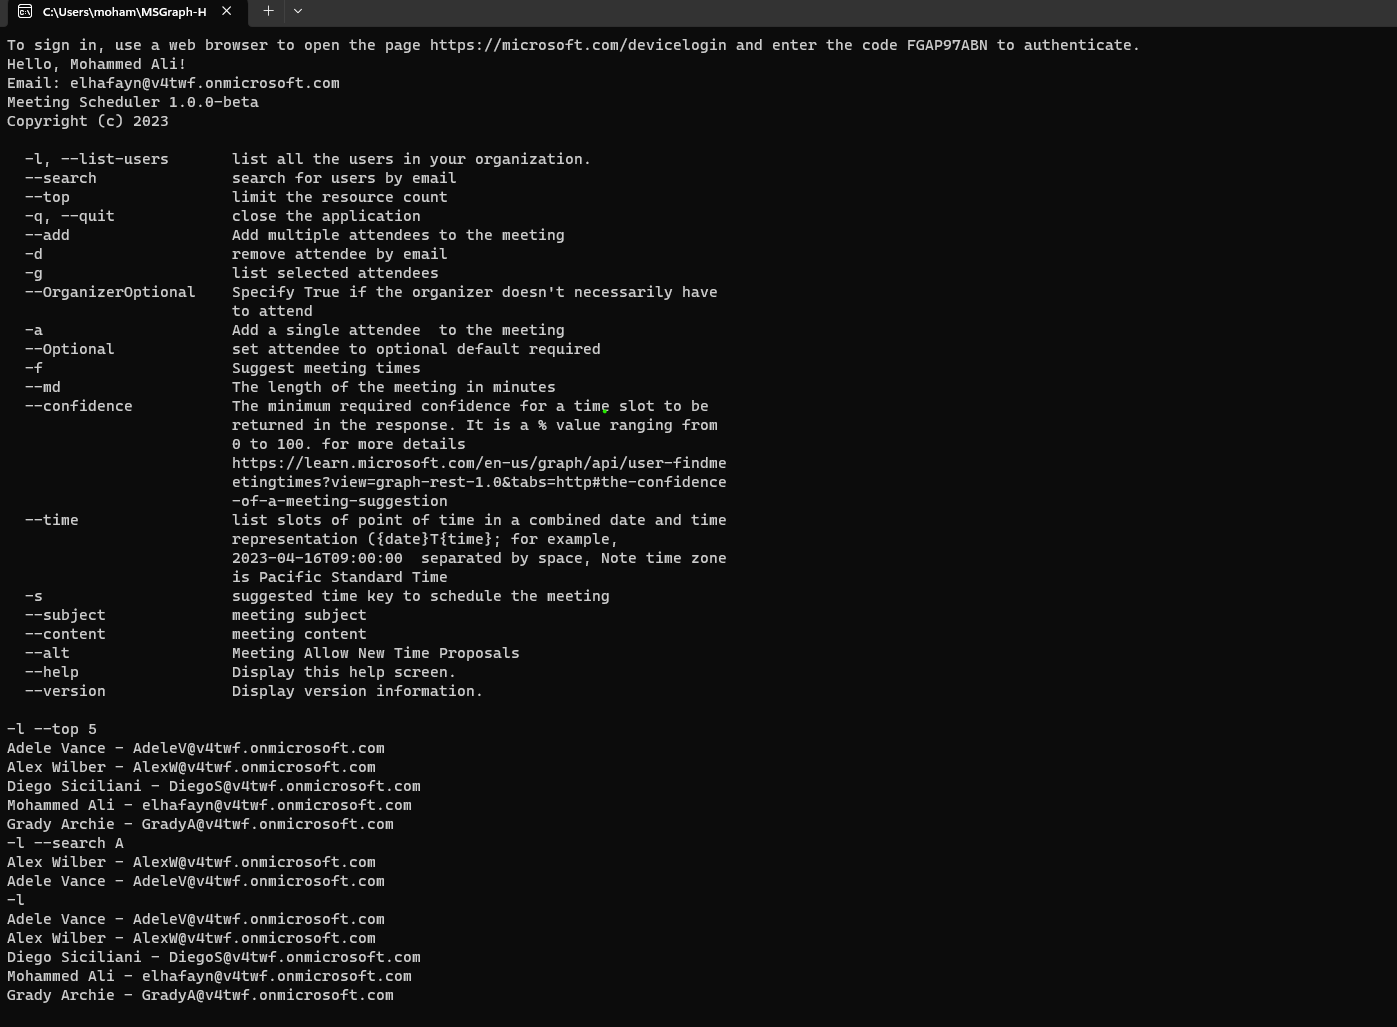 C:\Users\moham\MSGraph-H
To sign in, use a web browser to open the page https://microsoft.com/devicelogin and enter the code FGAP97ABN to authenticate.
Hello, Mohammed Ali!
Email: elhafayn@v4twf.onmicrosoft.com
Meeting Scheduler 1.0.0-beta
Copyright (c) 2023
-l, --list-users list all the users in your organization.
--search search for users by email
--top limit the resource count
-q, --quit close the application
--add Add multiple attendees to the meeting
-d remove attendee by email
-g list selected attendees
--OrganizerOptional Specify True if the organizer doesn't necessarily have
to attend
-a Add a single attendee  to the meeting
--Optional set attendee to optional default required
-f Suggest meeting times
--md The length of the meeting in minutes
--confidence The minimum required confidence for a time slot to be
returned in the response. It is a % value ranging from
0 to 100. for more details
https://learn.microsoft.com/en-us/graph/api/user-findme
etingtimes?view=graph-rest-1.0&tabs=http#the-confidence
-of-a-meeting-suggestion
--time list slots of point of time in a combined date and time
representation ({date}T{time}; for example,
2023-04-16T09:00:00  separated by space, Note time zone
is Pacific Standard Time
-s suggested time key to schedule the meeting
--subject meeting subject
--content meeting content
--alt Meeting Allow New Time Proposals
--help Display this help screen.
--version Display version information.
-l --top 5
Adele Vance - AdeleV@v4twf.onmicrosoft.com
Alex Wilber - AlexW@v4twf.onmicrosoft.com
Diego Siciliani - DiegoS@v4twf.onmicrosoft.com
Mohammed Ali - elhafayn@v4twf.onmicrosoft.com
Grady Archie - GradyA@v4twf.onmicrosoft.com
-l --search A
Alex Wilber - AlexW@v4twf.onmicrosoft.com
Adele Vance - AdeleV@v4twf.onmicrosoft.com
-l
Adele Vance - AdeleV@v4twf.onmicrosoft.com
Alex Wilber - AlexW@v4twf.onmicrosoft.com
Diego Siciliani - DiegoS@v4twf.onmicrosoft.com
Mohammed Ali - elhafayn@v4twf.onmicrosoft.com
Grady Archie - GradyA@v4twf.onmicrosoft.com